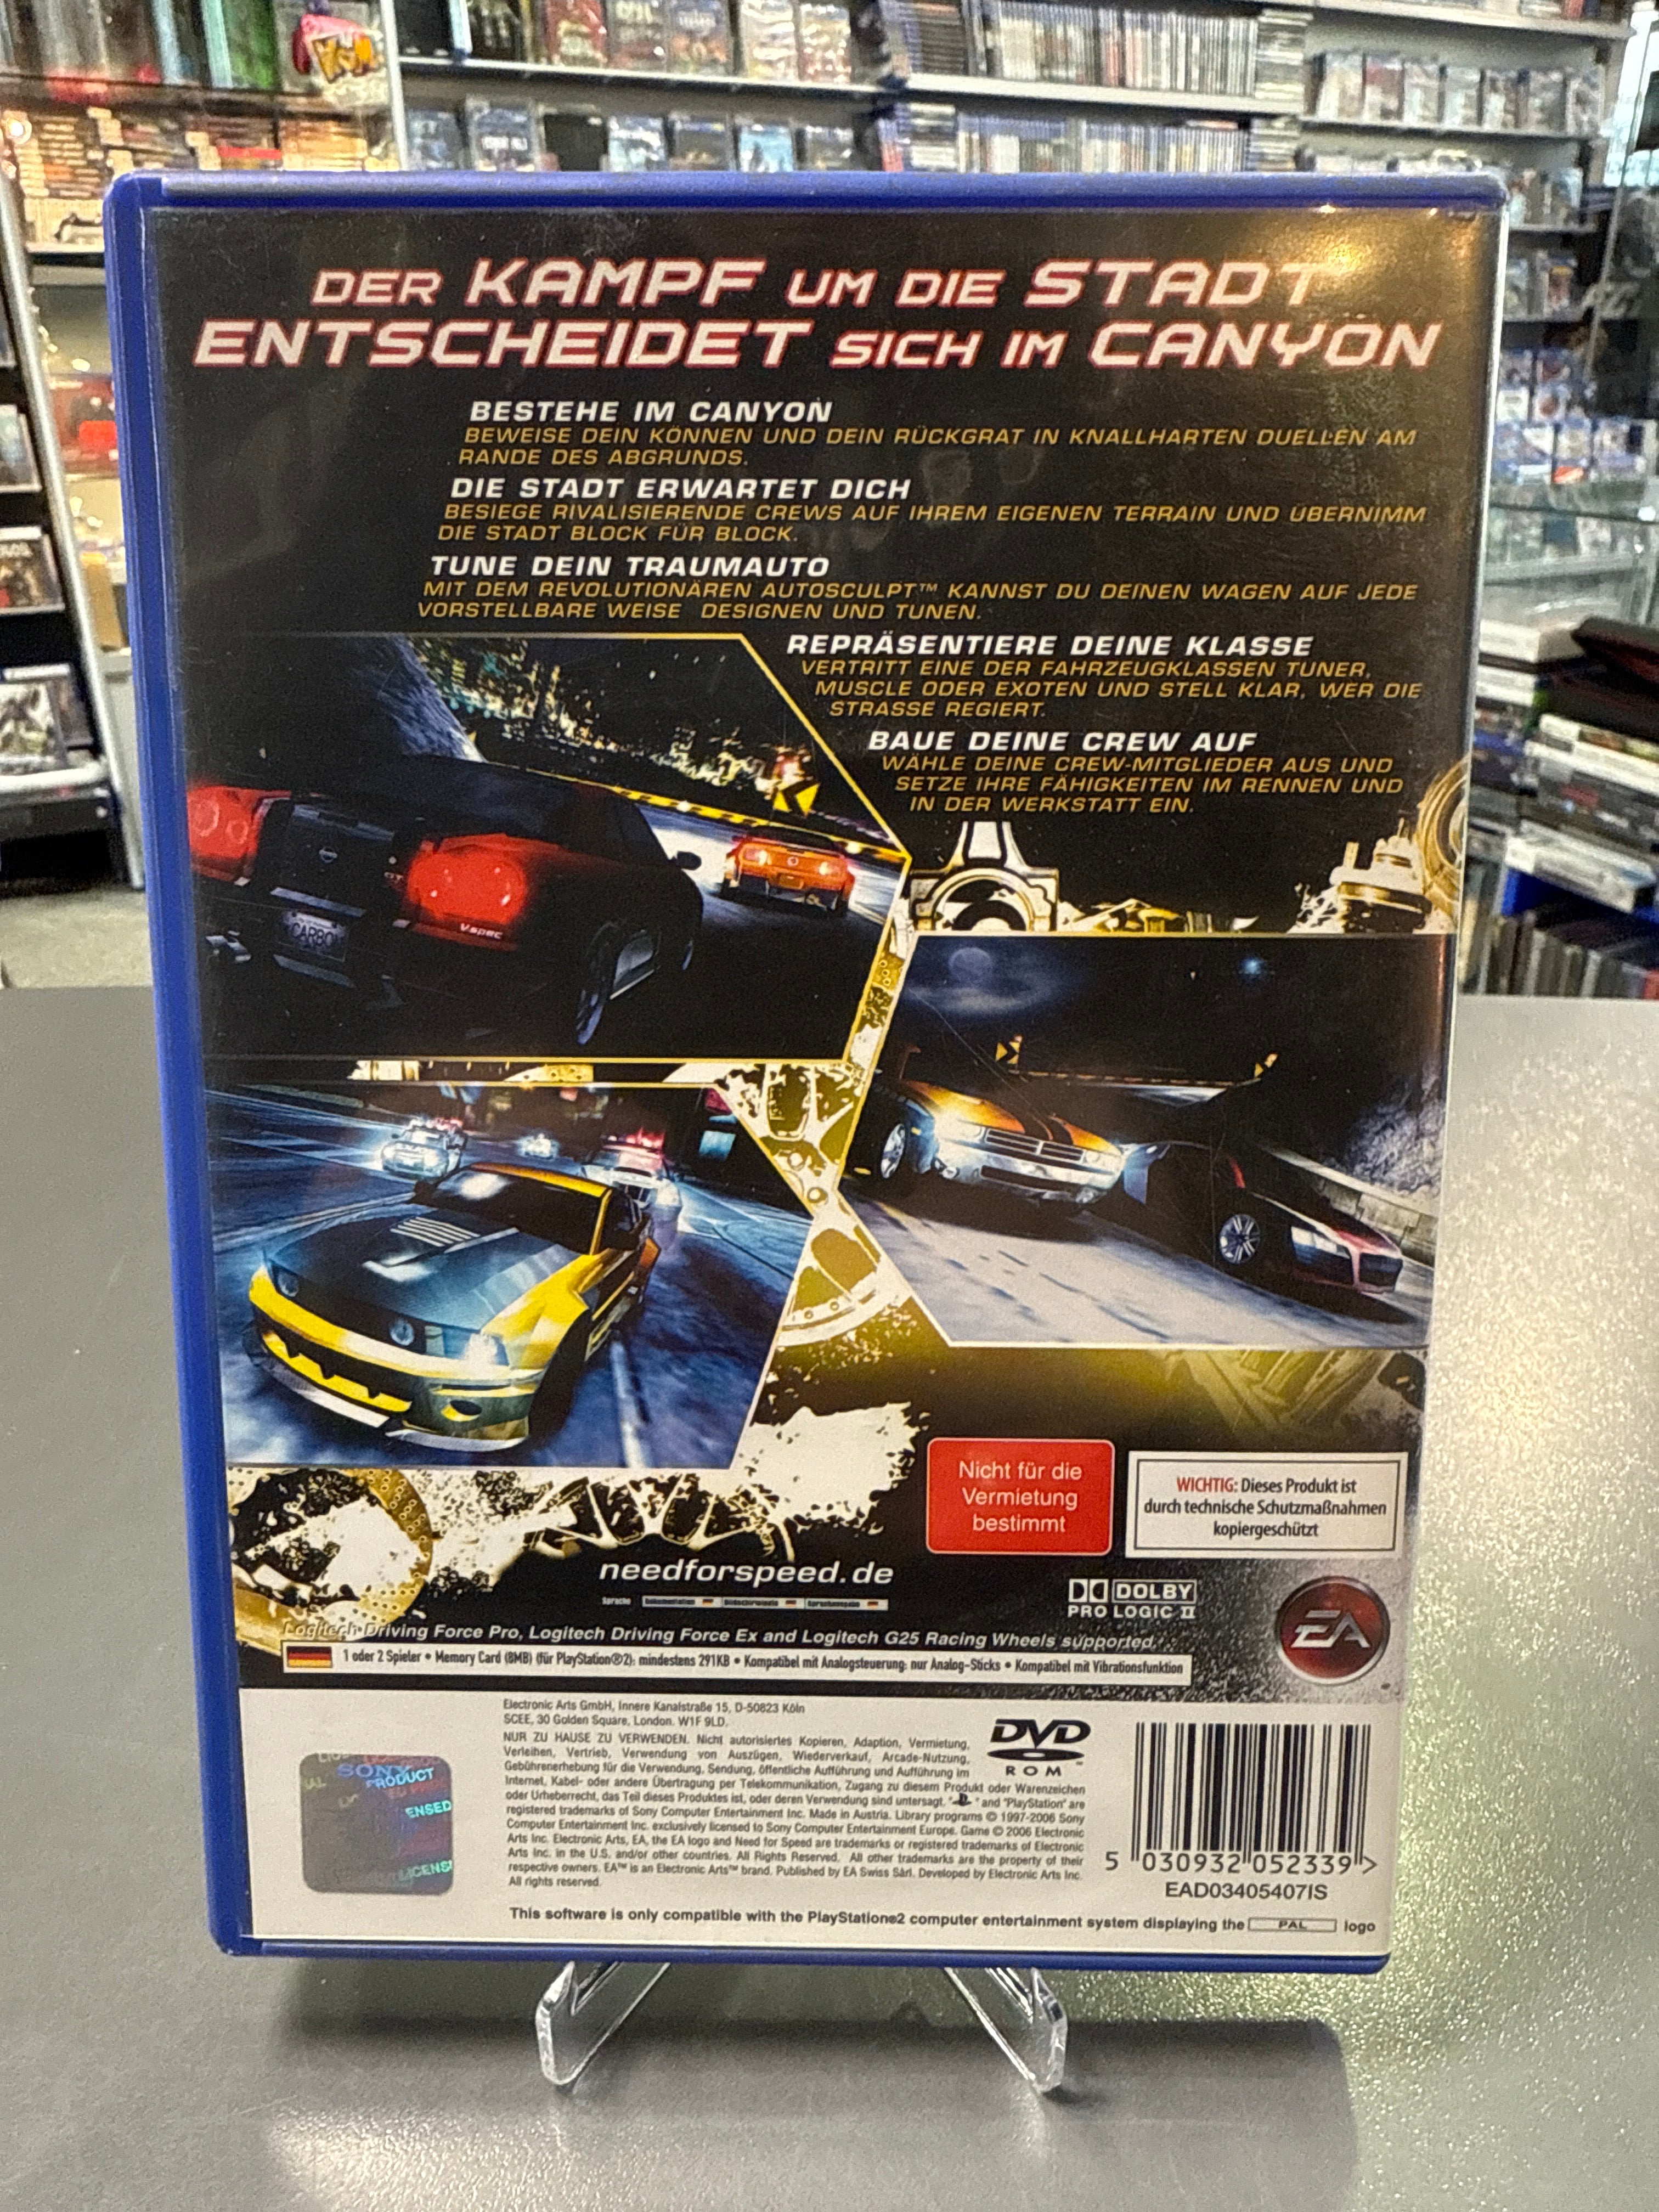 DER KAMPF UM DIE STADT
ENTSCHEIDET SICH IM CANYON
BESTEHE IM CANYON
BEWEISE DEIN KÖNNEN UND DEIN RÜCKGRAT IN KNALLHARTEN DUELLEN AM
RANDE DES ABGRUNDS.
DIE STADT ERWARTET DICH
BESIEGE RIVALISIERENDE CREWS AUF IHREM EIGENEN TERRAIN UND ÜBERNIMM
DIE STADT BLOCK FÜR BLOCK.
TUNE DEIN TRAUMAUTO
MIT DEM REVOLUTIONÄREN AUTOSCULPT™ KANNST DU DEINEN WAGEN AUF JEDE
VORSTELLBARE WEISE DESIGNEN UND TUNEN.
REPRÄSENTIERE DEINE KLASSE
VERTRITT EINE DER FAHRZEUGKLASSEN TUNER,
MUSCLE ODER EXOTEN UND STELL KLAR, WER DIE
STRASSE REGIERT.
BAUE DEINE CREW AUF
WÄHLE DEINE CREW-MITGLIEDER AUS UND
SETZE IHRE FÄHIGKEITEN IM RENNEN UND
IN DER WERKSTATT EIN.
GT
V.spec
CARBON
Nicht für die
Vermietung
bestimmt
WICHTIG: Dieses Produkt ist
durch technische Schutzmaßnahmen
kopiergeschützt
needforspeed.de
Sprache
DOLBY
PRO LOGIC II
EA
Logitech Driving Force Pro, Logitech Driving Force Ex and Logitech G25 Racing Wheels supported.
1 oder 2 Spieler • Memory Card (8MB) (für PlayStation®2): mindestens 291KB • Kompatibel mit Analogsteuerung: nur Analog-Sticks • Kompatibel mit Vibrationsfunktion
Electronic Arts GmbH, Innere Kanalstraße 15, D-50823 Köln
SCEE, 30 Golden Square, London. W1F 9LD.
NUR ZU HAUSE ZU VERWENDEN. Nicht autorisiertes Kopieren, Adaption, Vermietung,
Verleihen, Vertrieb, Verwendung von Auszügen, Wiederverkauf, Arcade-Nutzung,
Gebührenerhebung für die Verwendung, Sendung, öffentliche Aufführung und Aufführung im
Internet, Kabel- oder andere Übertragung per Telekommunikation, Zugang zu diesem Produkt oder Warenzeichen
oder Urheberrecht, das Teil dieses Produktes ist, oder deren Verwendung sind untersagt. " " and "PlayStation" are
registered trademarks of Sony Computer Entertainment Inc. Made in Austria. Library programs © 1997-2006 Sony
Computer Entertainment Inc. exclusively licensed to Sony Computer Entertainment Europe. Game © 2006 Electronic
Arts Inc. Electronic Arts, EA, the EA logo and Need for Speed are trademarks or registered trademarks of Electronic
Arts Inc. in the U.S. and/or other countries. All Rights Reserved. All other trademarks are the property of their
respective owners. EA™ is an Electronic Arts™ brand. Published by EA Swiss Sàrl. Developed by Electronic Arts Inc.
All rights reserved.
DVD
ROM
SONY
PRODUCT
ENSED
LICENS
5 030932 052339 >
EAD03405407IS
This software is only compatible with the PlayStation®2 computer entertainment system displaying the PAL logo